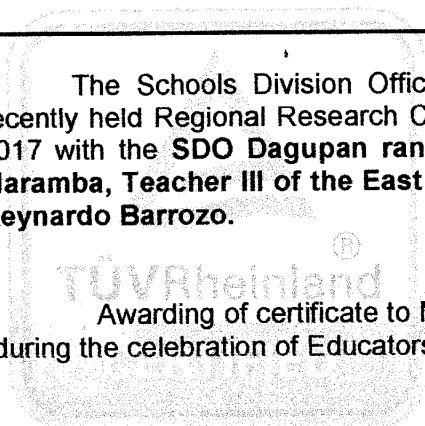 The Schools Division Offic
ecently held Regional Research C
017 with the SDO Dagupan ran
laramba, Teacher III of the East
eynardo Barrozo.
®
TÜVRheinland
Awarding of certificate to
during the celebration of Educators